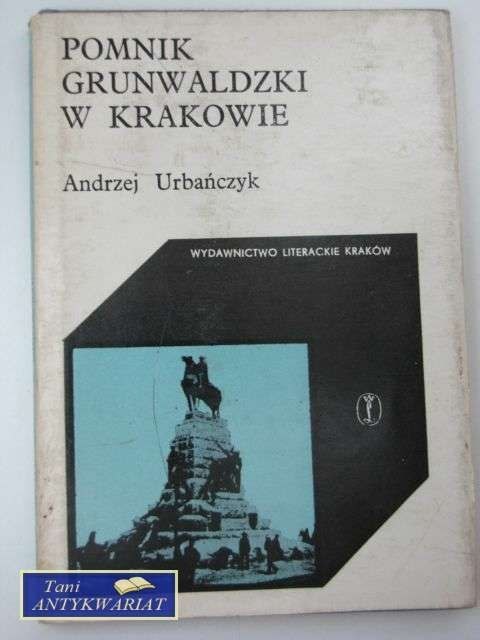 POMNIK
GRUNWALDZKI
W KRAKOWIE
Andrzej Urbańczyk
WYDAWNICTWO LITERACKIE KRAKÓW
Tani
ANTYKWARIAT